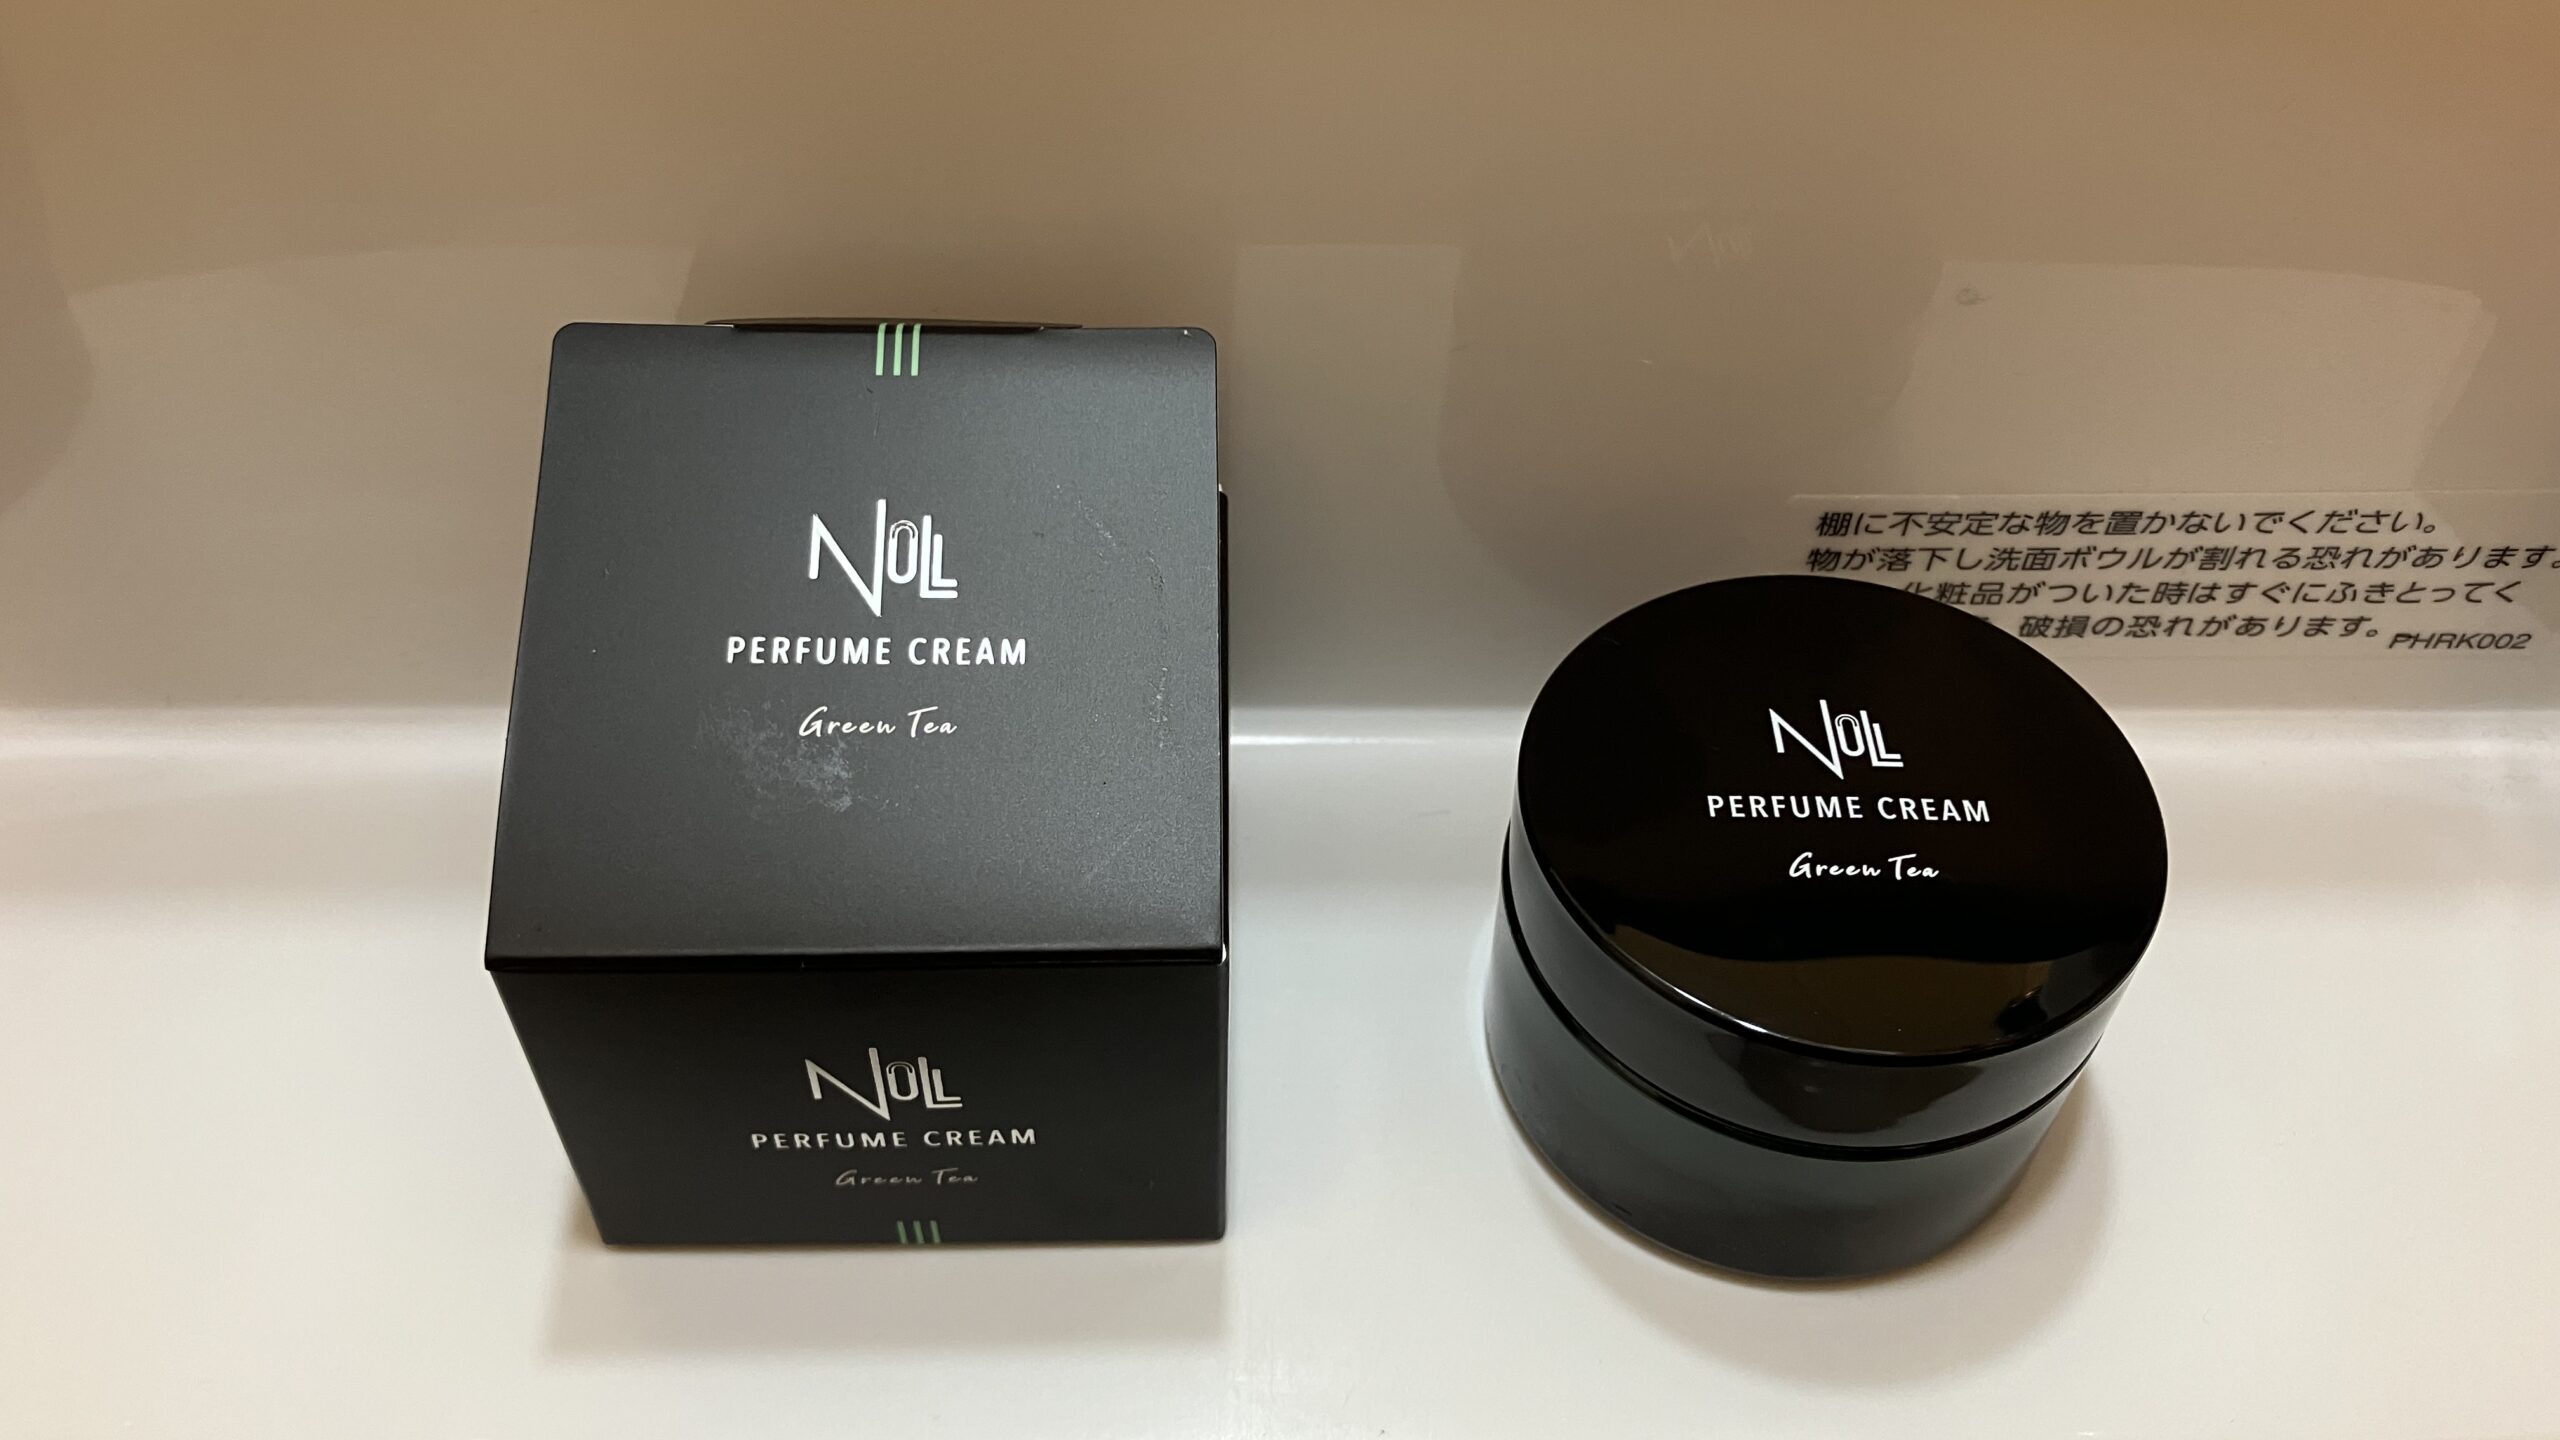 NOLL
PERFUME CREAM
Green Tea
NOLL
PERFUME CREAM
Green Tea
棚に不安定な物を置かないでください。
物が落下し洗面ボウルが割れる恐れがあります。
化粧品がついた時はすぐにふきとってく
破損の恐れがあります。PHRK002
NOLL
PERFUME CREAM
Green Tea